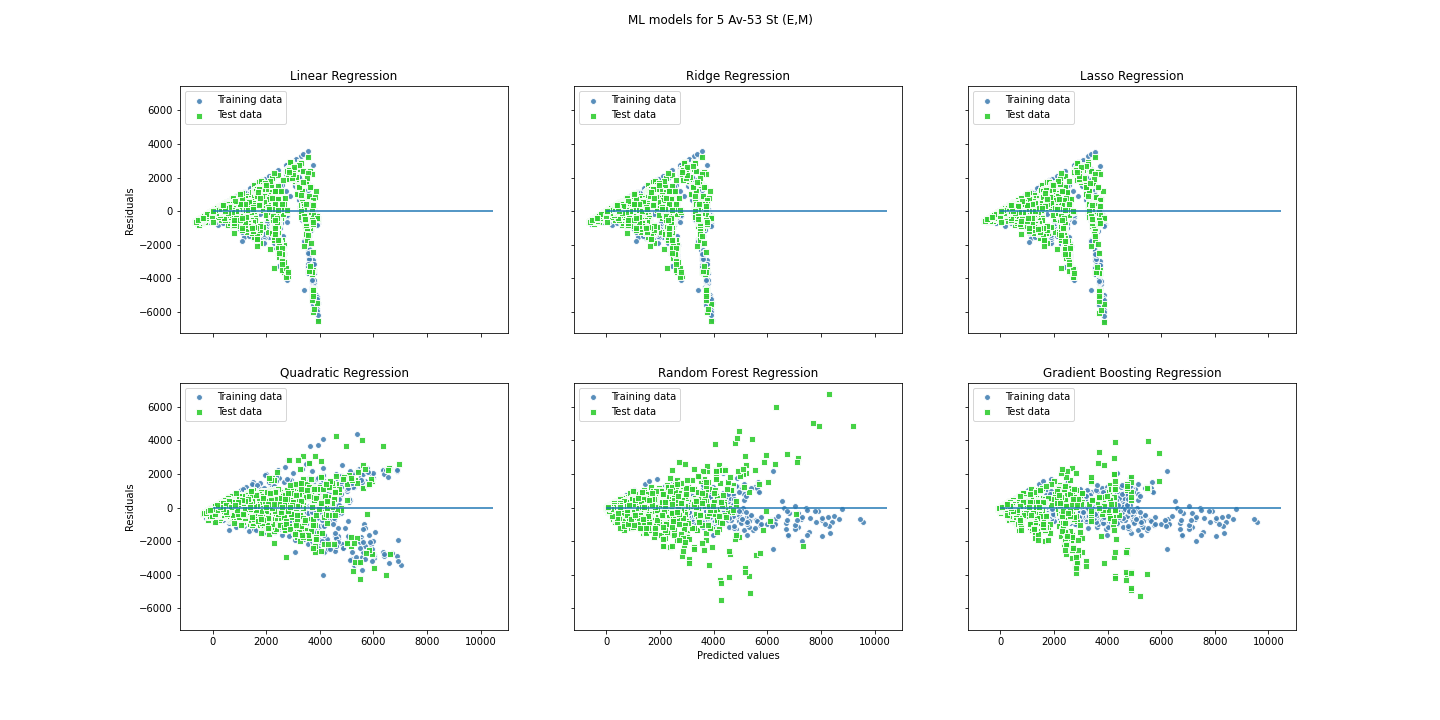 ML models for 5 Av-53 St (E,M)
Linear Regression
Training data
Test data
6000
4000
2000
0
−2000
−4000
−6000
Residuals
Ridge Regression
Training data
Test data
Lasso Regression
Training data
Test data
Quadratic Regression
Training data
Test data
6000
4000
2000
0
−2000
−4000
−6000
Residuals
0 2000 4000 6000 8000 10000
Random Forest Regression
Training data
Test data
0 2000 4000 6000 8000 10000
Predicted values
Gradient Boosting Regression
Training data
Test data
0 2000 4000 6000 8000 10000